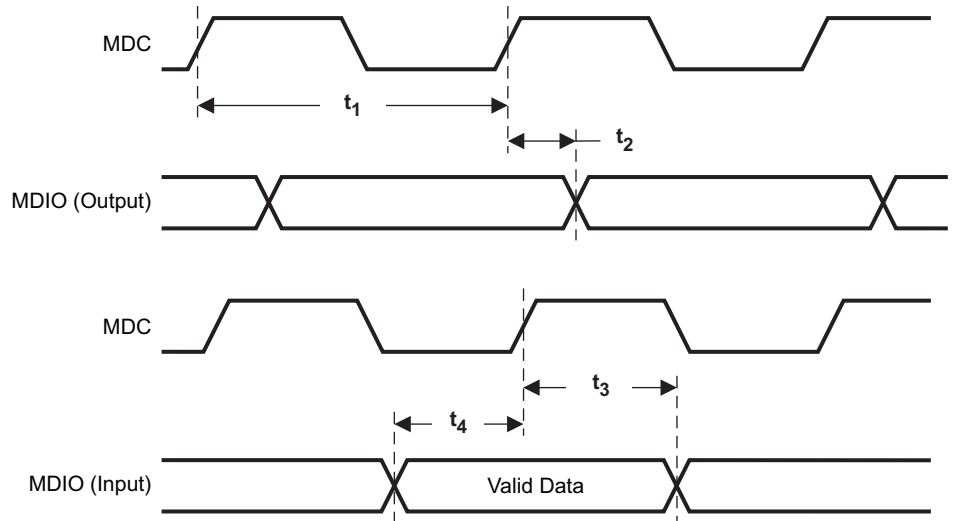 MDC
t1
t2
MDIO (Output)
MDC
t3
t4
MDIO (Input)
Valid Data